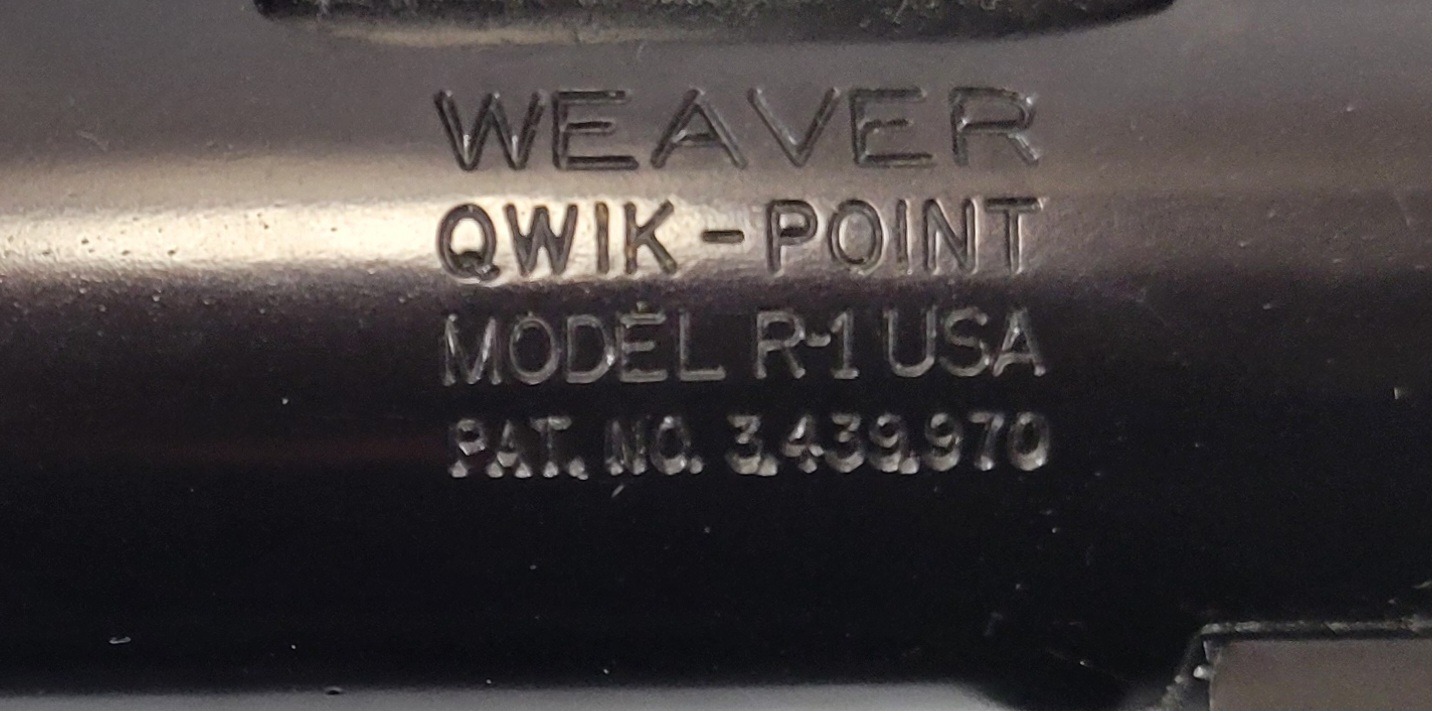 WEAVER
QWIK-POINT
MODEL R-1 USA
PAT. NO. 3,439,970